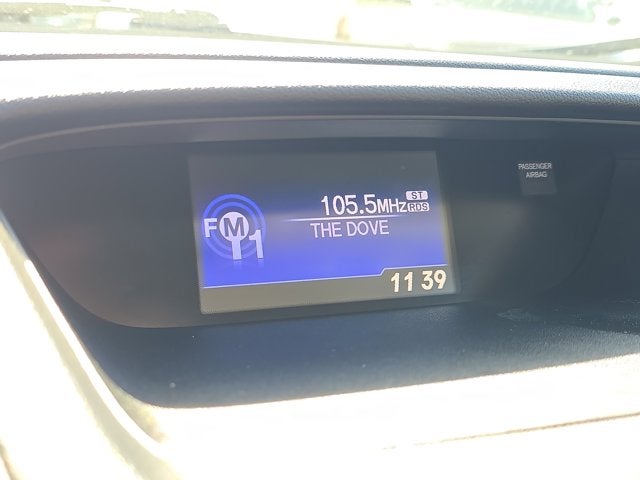 PASSENGER
AIRBAG
FM1
105.5MHz ST RDS
THE DOVE
11 39